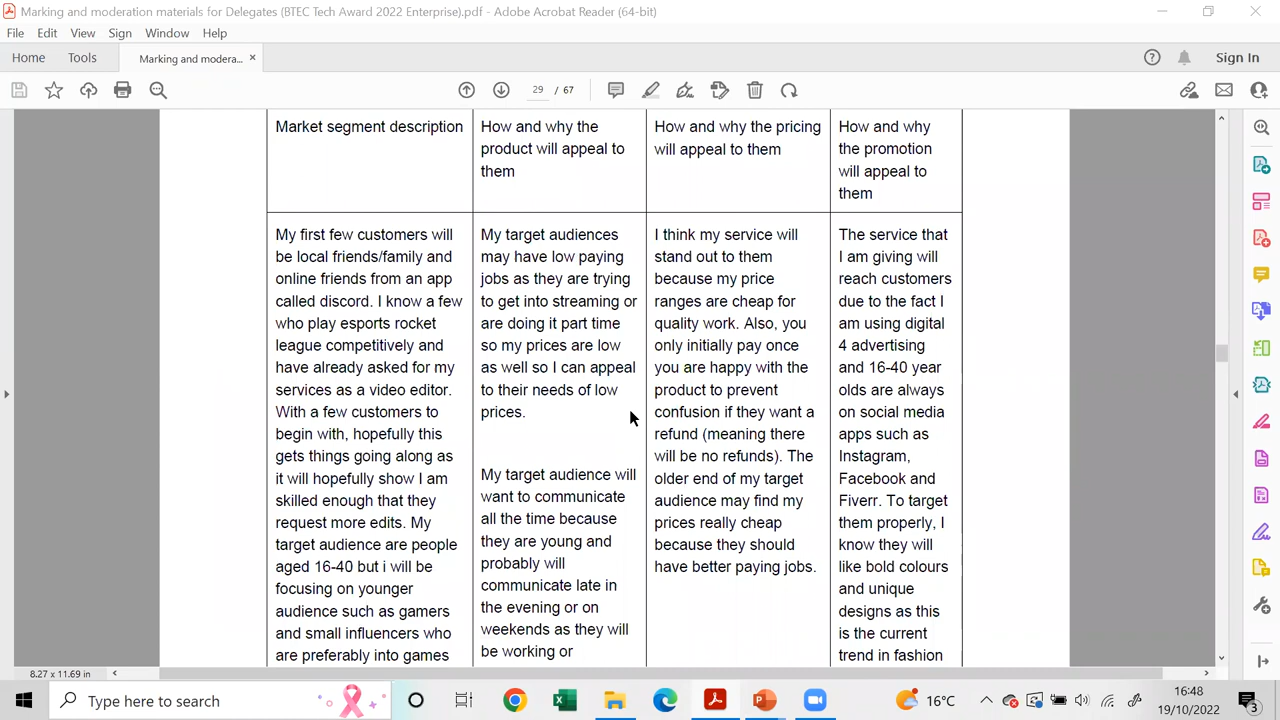 Marking and moderation materials for Delegates (BTEC Tech Award 2022 Enterprise).pdf - Adobe Acrobat Reader (64-bit)
File Edit View Sign Window Help
Home Tools Marking and modera... × Sign In
29 / 67
Market segment description
How and why the
product will appeal to
them
How and why the pricing
will appeal to them
How and why
the promotion
will appeal to
them
My first few customers will
be local friends/family and
online friends from an app
called discord. I know a few
who play esports rocket
league competitively and
have already asked for my
services as a video editor.
With a few customers to
begin with, hopefully this
gets things going along as
it will hopefully show I am
skilled enough that they
request more edits. My
target audience are people
aged 16-40 but i will be
focusing on younger
audience such as gamers
and small influencers who
are preferably into games
My target audiences
may have low paying
jobs as they are trying
to get into streaming or
are doing it part time
so my prices are low
as well so I can appeal
to their needs of low
prices.
My target audience will
want to communicate
all the time because
they are young and
probably will
communicate late in
the evening or on
weekends as they will
be working or
I think my service will
stand out to them
because my price
ranges are cheap for
quality work. Also, you
only initially pay once
you are happy with the
product to prevent
confusion if they want a
refund (meaning there
will be no refunds). The
older end of my target
audience may find my
prices really cheap
because they should
have better paying jobs.
The service that
I am giving will
reach customers
due to the fact I
am using digital
4 advertising
and 16-40 year
olds are always
on social media
apps such as
Instagram,
Facebook and
Fiverr. To target
them properly, I
know they will
like bold colours
and unique
designs as this
is the current
trend in fashion
8.27 x 11.69 in
Type here to search
16°C
16:48
19/10/2022
3